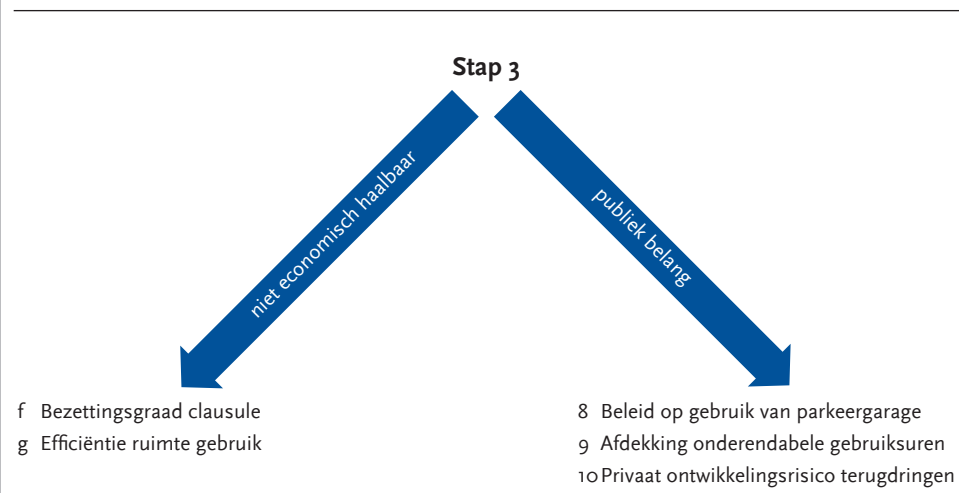 Stap 3
niet economisch haalbaar
publiek belang
f Bezettingsgraad clausule
g Efficiëntie ruimte gebruik
8 Beleid op gebruik van parkeergarage
9 Afdekking onderendabele gebruiksuren
10 Privaat ontwikkelingsrisico terugdringen